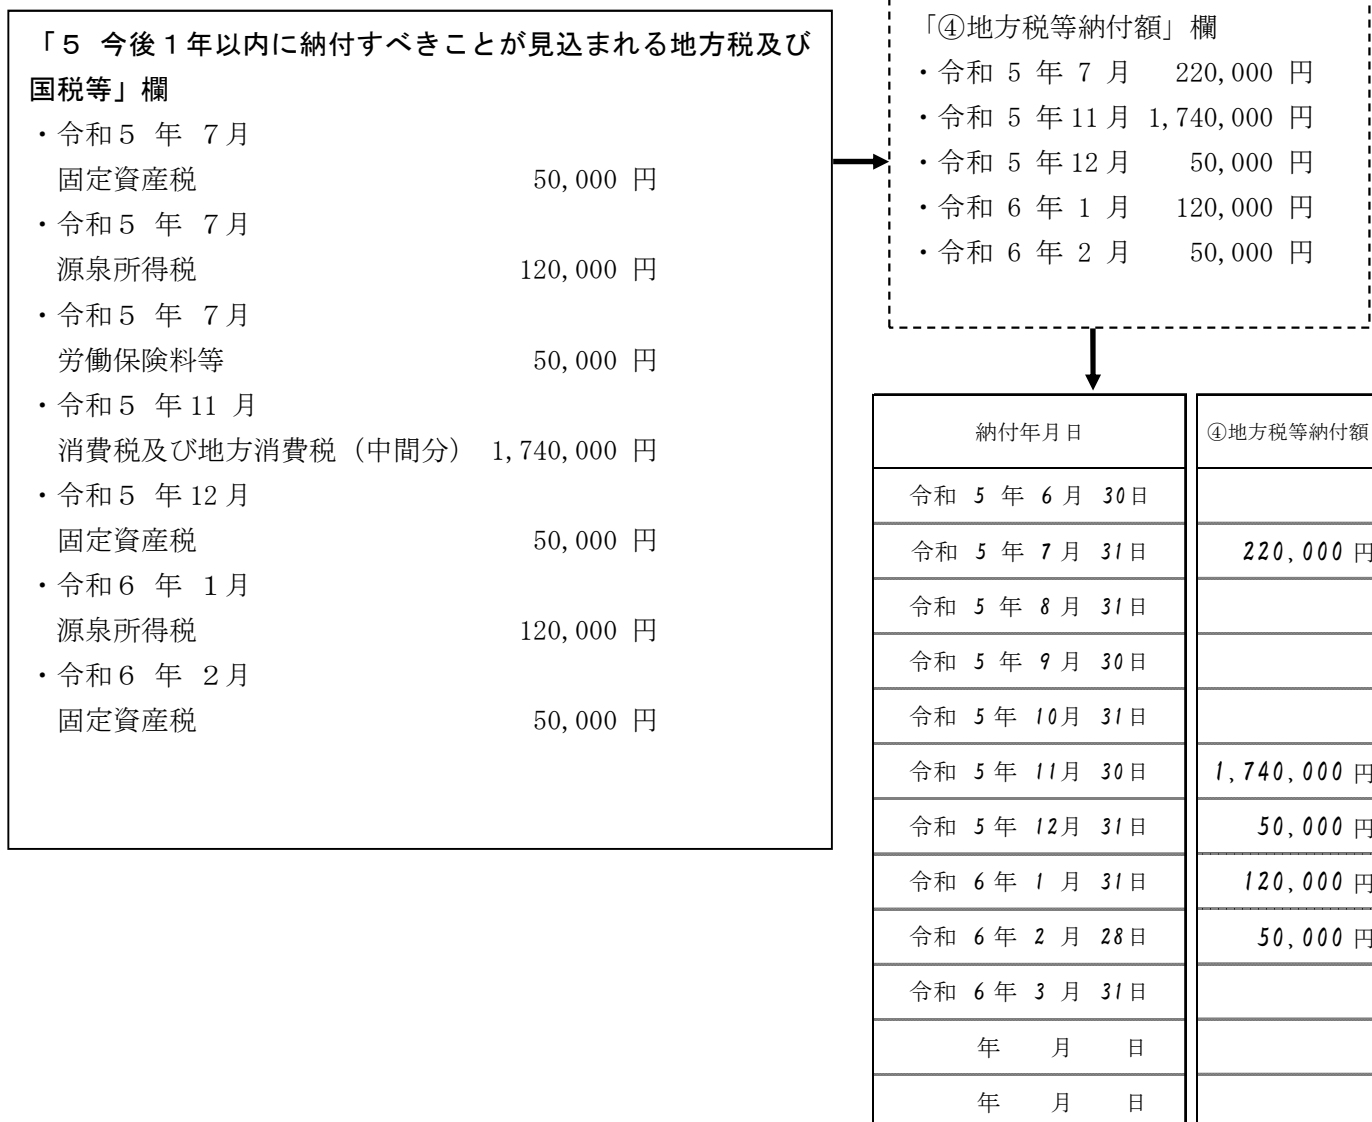 「５ 今後１年以内に納付すべきことが見込まれる地方税及び
国税等」欄
・令和５ 年 ７月
固定資産税 50,000 円
・令和５ 年 ７月
源泉所得税 120,000 円
・令和５ 年 ７月
労働保険料等 50,000 円
・令和５ 年 11 月
消費税及び地方消費税（中間分） 1,740,000 円
・令和５ 年 12 月
固定資産税 50,000 円
・令和６ 年 １月
源泉所得税 120,000 円
・令和６ 年 ２月
固定資産税 50,000 円
「④地方税等納付額」欄
・令和 5 年 7 月 220,000 円
・令和 5 年 11 月 1,740,000 円
・令和 5 年 12 月 50,000 円
・令和 6 年 1 月 120,000 円
・令和 6 年 2 月 50,000 円
納付年月日 ④地方税等納付額
令和 5 年 6 月 30日
令和 5 年 7 月 31日 220,000 円
令和 5 年 8 月 31日
令和 5 年 9 月 30日
令和 5 年 10月 31日
令和 5 年 11月 30日 1,740,000 円
令和 5 年 12月 31日 50,000 円
令和 6 年 1 月 31日 120,000 円
令和 6 年 2 月 28日 50,000 円
令和 6 年 3 月 31日
年 月 日
年 月 日